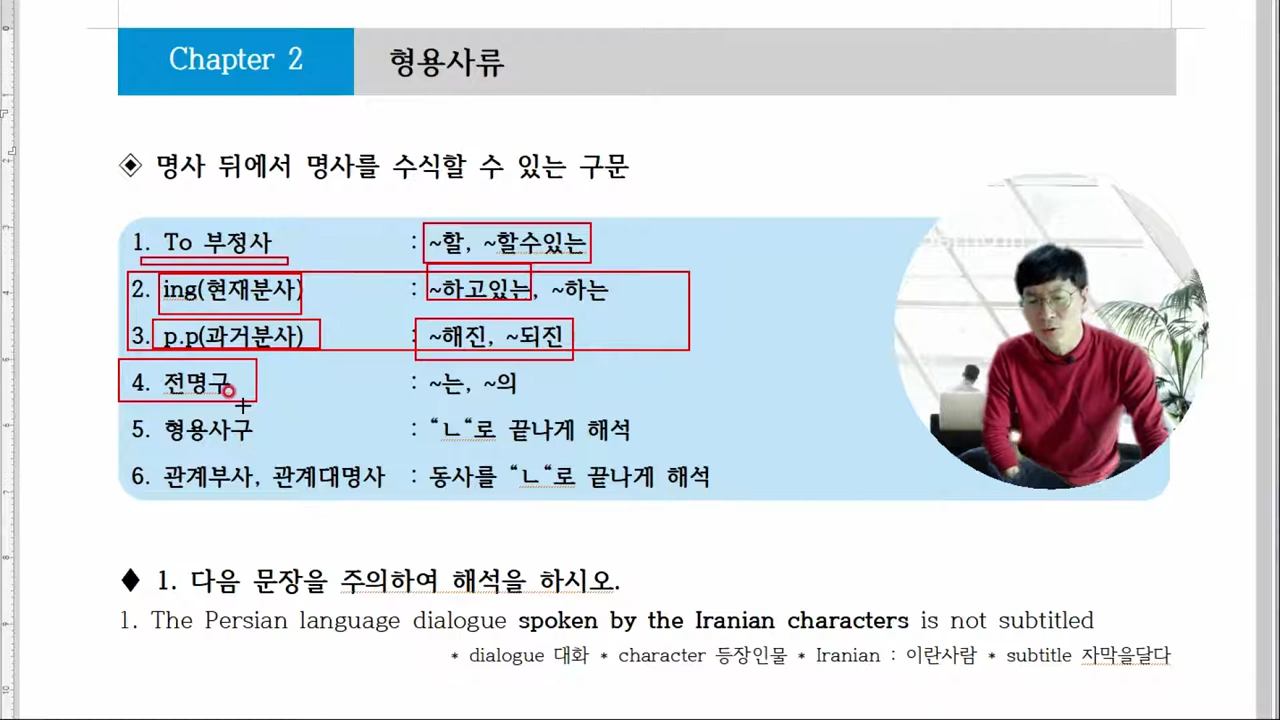 Chapter 2 형용사류
◈ 명사 뒤에서 명사를 수식할 수 있는 구문
1. To 부정사 : ~할, ~할수있는
2. ing(현재분사) : ~하고있는, ~하는
3. p.p(과거분사) : ~해진, ~되진
4. 전명구 : ~는, ~의
5. 형용사구 : “ㄴ“로 끝나게 해석
6. 관계부사, 관계대명사 : 동사를 “ㄴ“로 끝나게 해석
◆ 1. 다음 문장을 주의하여 해석을 하시오.
1. The Persian language dialogue spoken by the Iranian characters is not subtitled
* dialogue 대화 * character 등장인물 * Iranian : 이란사람 * subtitle 자막을달다